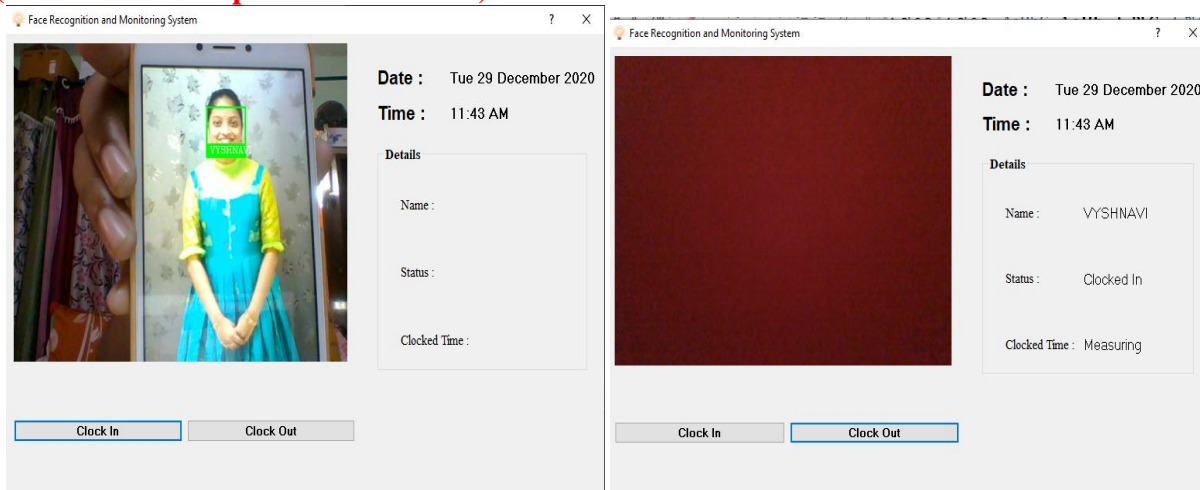 Face Recognition and Monitoring System ? X
Date : Tue 29 December 2020
Time : 11:43 AM
Details
VYSHNAVI
Name :
Status :
Clocked Time :
Clock In Clock Out
Face Recognition and Monitoring System ? X
Date : Tue 29 December 2020
Time : 11:43 AM
Details
Name : VYSHNAVI
Status : Clocked In
Clocked Time : Measuring
Clock In Clock Out